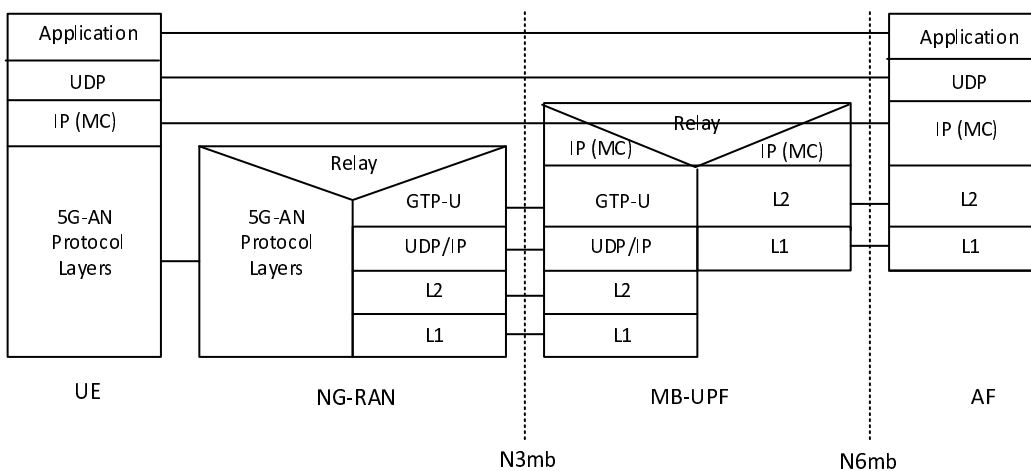 Application
UDP
IP (MC)
5G-AN
Protocol
Layers
UE
Relay
5G-AN
Protocol
Layers
GTP-U
UDP/IP
L2
L1
NG-RAN
N3mb
Relay
IP (MC)
IP (MC)
GTP-U
UDP/IP
L2
L1
L2
L1
MB-UPF
N6mb
Application
UDP
IP (MC)
L2
L1
AF